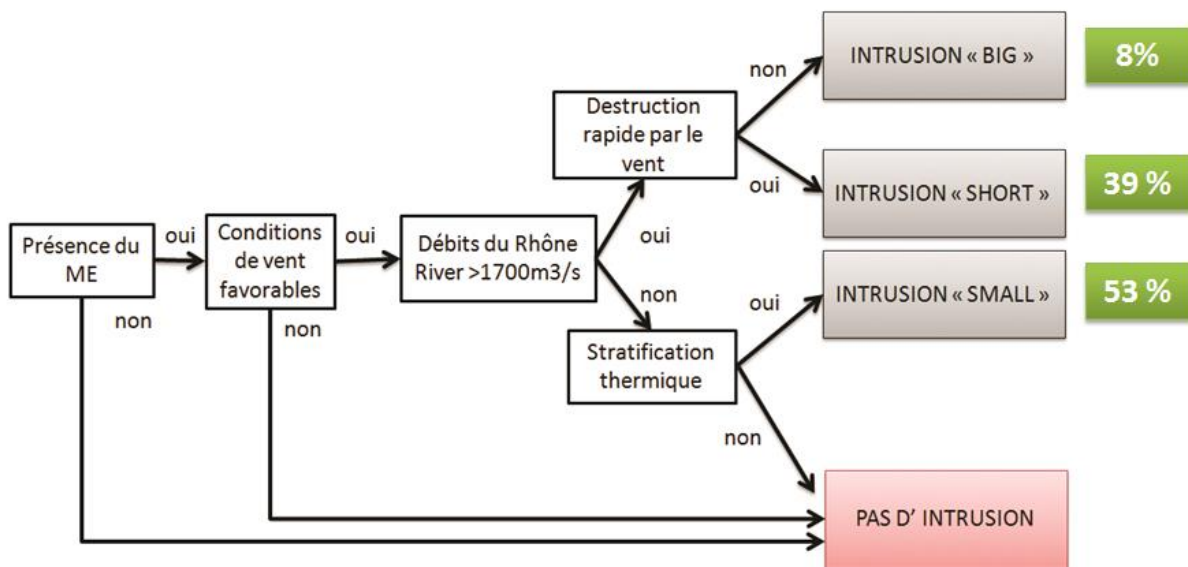 Présence du
ME
oui
non
Conditions
de vent
favorables
oui
non
Débits du Rhône
River >1700m3/s
oui
non
Destruction
rapide par le
vent
non
oui
Stratification
thermique
oui
non
INTRUSION « BIG »
8%
INTRUSION « SHORT »
39 %
INTRUSION « SMALL »
53 %
PAS D’ INTRUSION